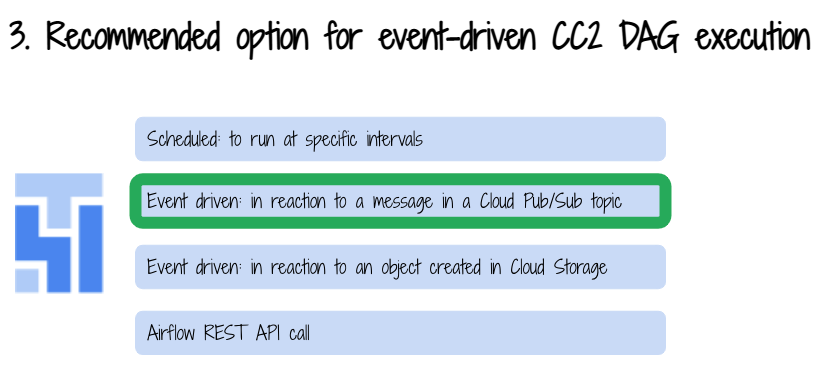 3. Recommended option for event-driven CC2 DAG execution
Scheduled: to run at specific intervals
Event driven: in reaction to a message in a Cloud Pub/Sub topic
Event driven: in reaction to an object created in Cloud Storage
Airflow REST API call